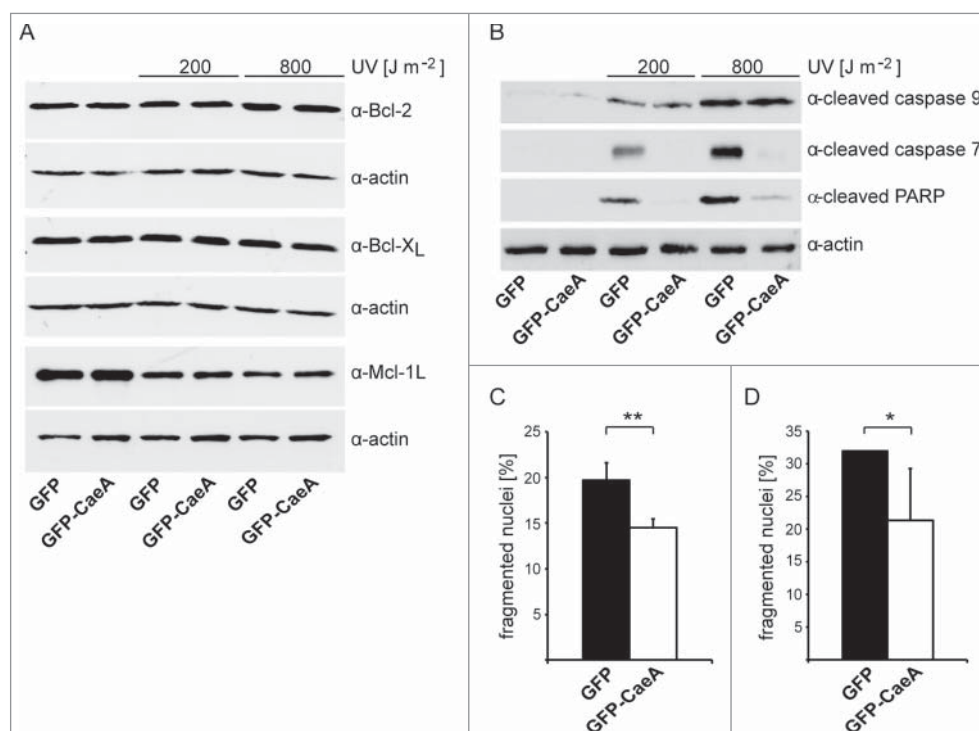 A
200 800 UV [J m⁻²]
α-Bcl-2
α-actin
α-Bcl-X_L
α-actin
α-Mcl-1L
α-actin
GFP GFP-CaeA GFP GFP-CaeA GFP GFP-CaeA
B
200 800 UV [J m⁻²]
α-cleaved caspase 9
α-cleaved caspase 7
α-cleaved PARP
α-actin
GFP GFP-CaeA GFP GFP-CaeA GFP GFP-CaeA
C
**
fragmented nuclei [%]
25
20
15
10
5
GFP GFP-CaeA
D
*
fragmented nuclei [%]
35
30
25
20
15
10
5
GFP GFP-CaeA